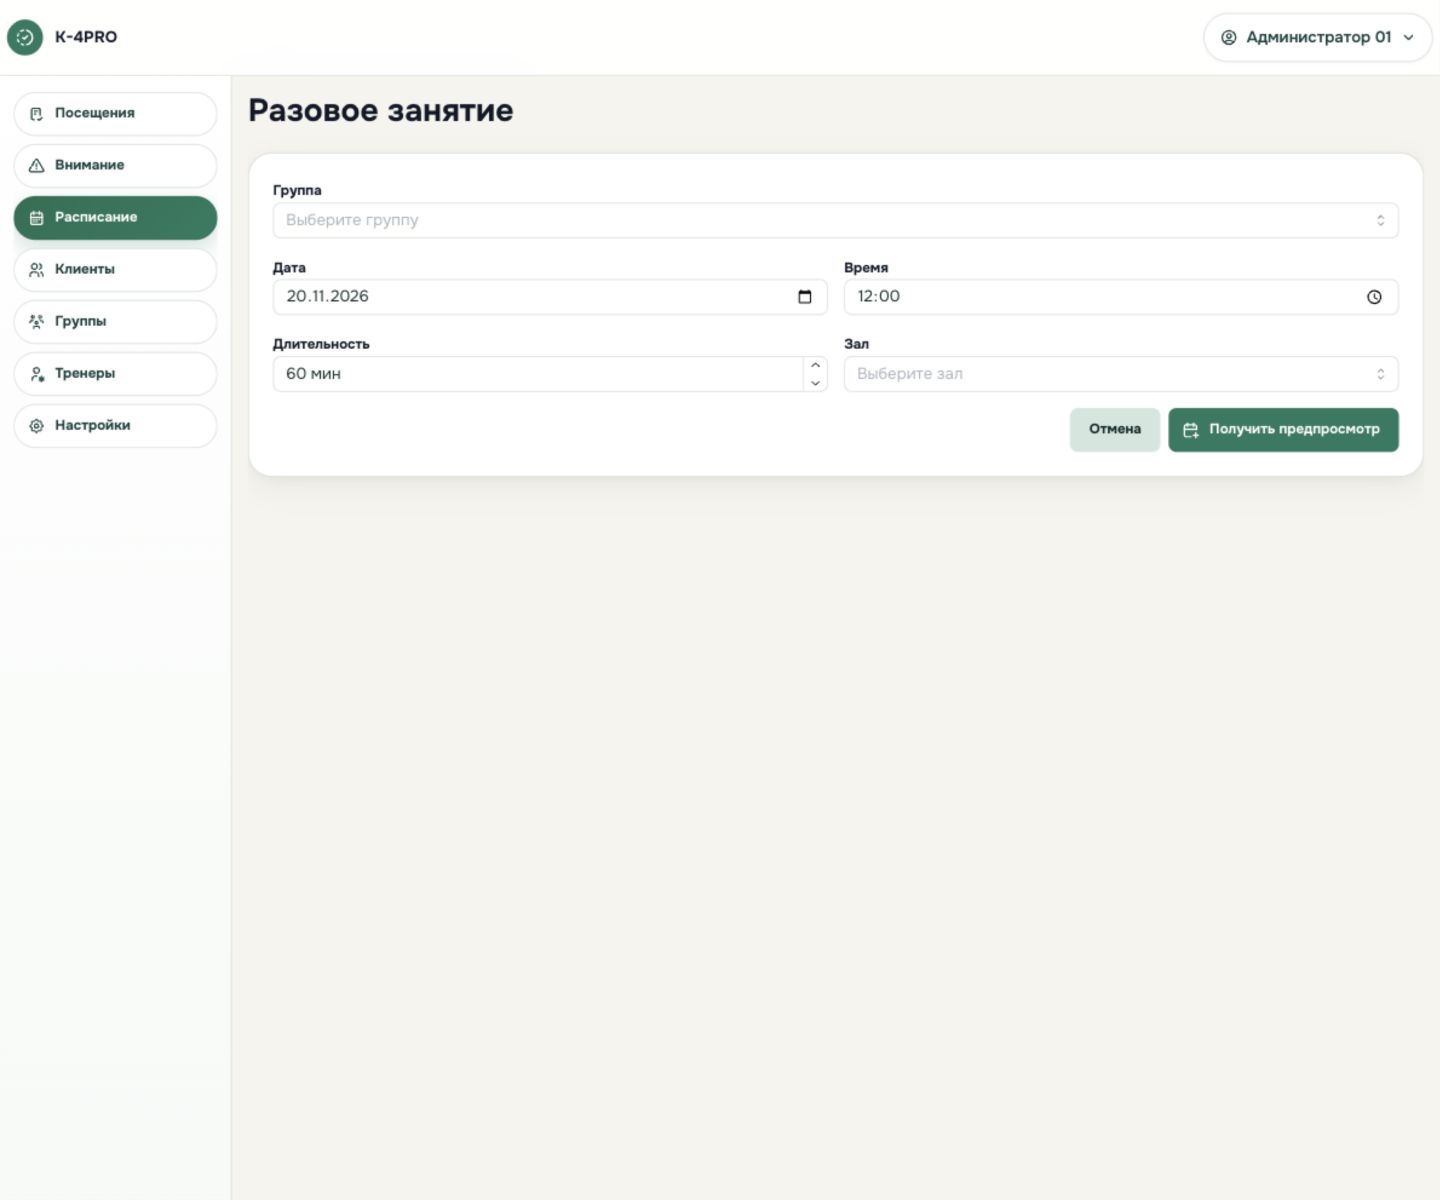 K-4PRO
Администратор 01
Посещения
Внимание
Расписание
Клиенты
Группы
Тренеры
Настройки
Разовое занятие
Группа
Выберите группу
Дата
Время
20.11.2026
12:00
Длительность
Зал
60 мин
Выберите зал
Отмена
Получить предпросмотр